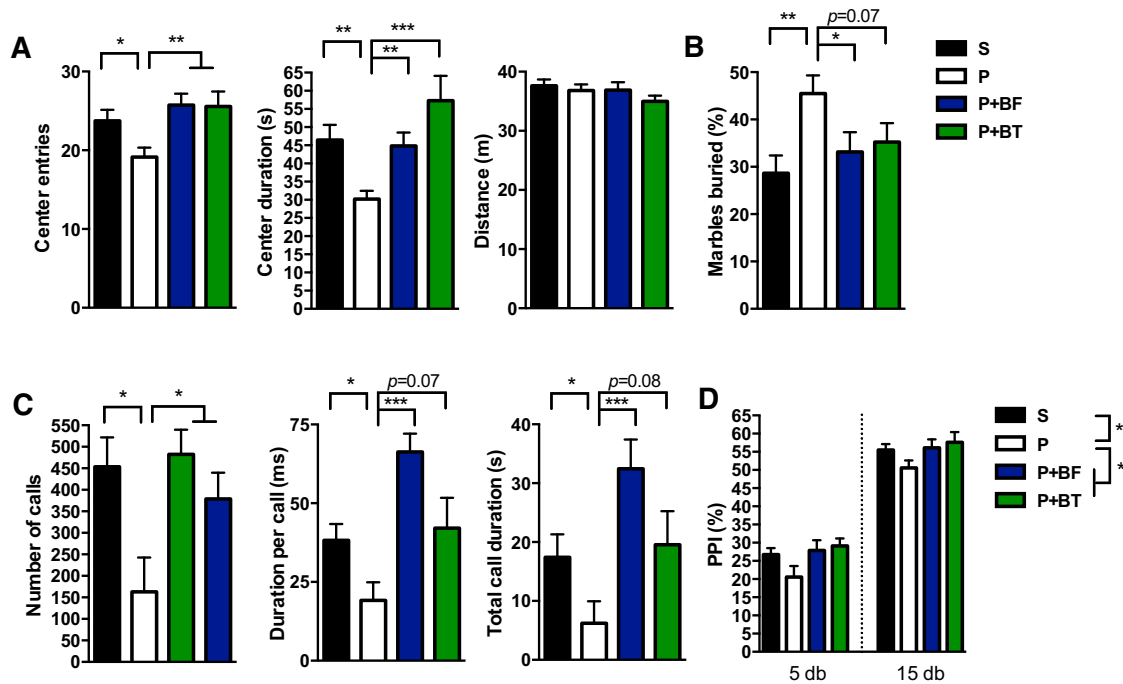 A
* **
Center entries
30
20
10
0
** ***
**
Center duration (s)
65
60
55
50
45
40
35
30
25
20
15
10
5
0
Distance (m)
40
30
20
10
0
B
** p=0.07
*
Marbles buried (%)
50
40
30
20
10
0
S
P
P+BF
P+BT
C
* *
Number of calls
550
500
450
400
350
300
250
200
150
100
50
0
* p=0.07
***
Duration per call (ms)
75
50
25
0
* p=0.08
***
Total call duration (s)
40
30
20
10
0
D
PPI (%)
65
60
55
50
45
40
35
30
25
20
15
10
5
0
5 db 15 db
S *
P
P+BF *
P+BT